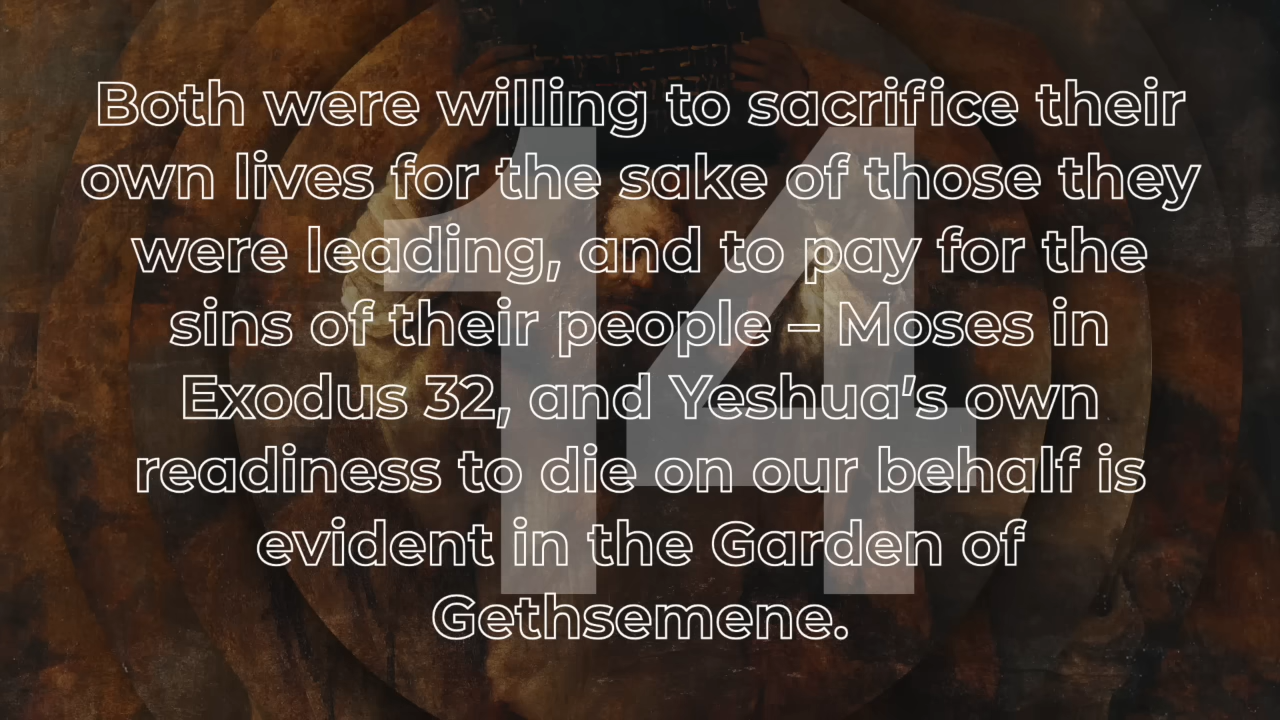 Both were willing to sacrifice their
own lives for the sake of those they
were leading, and to pay for the
sins of their people – Moses in
Exodus 32, and Yeshua’s own
readiness to die on our behalf is
evident in the Garden of
Gethsemene.
14